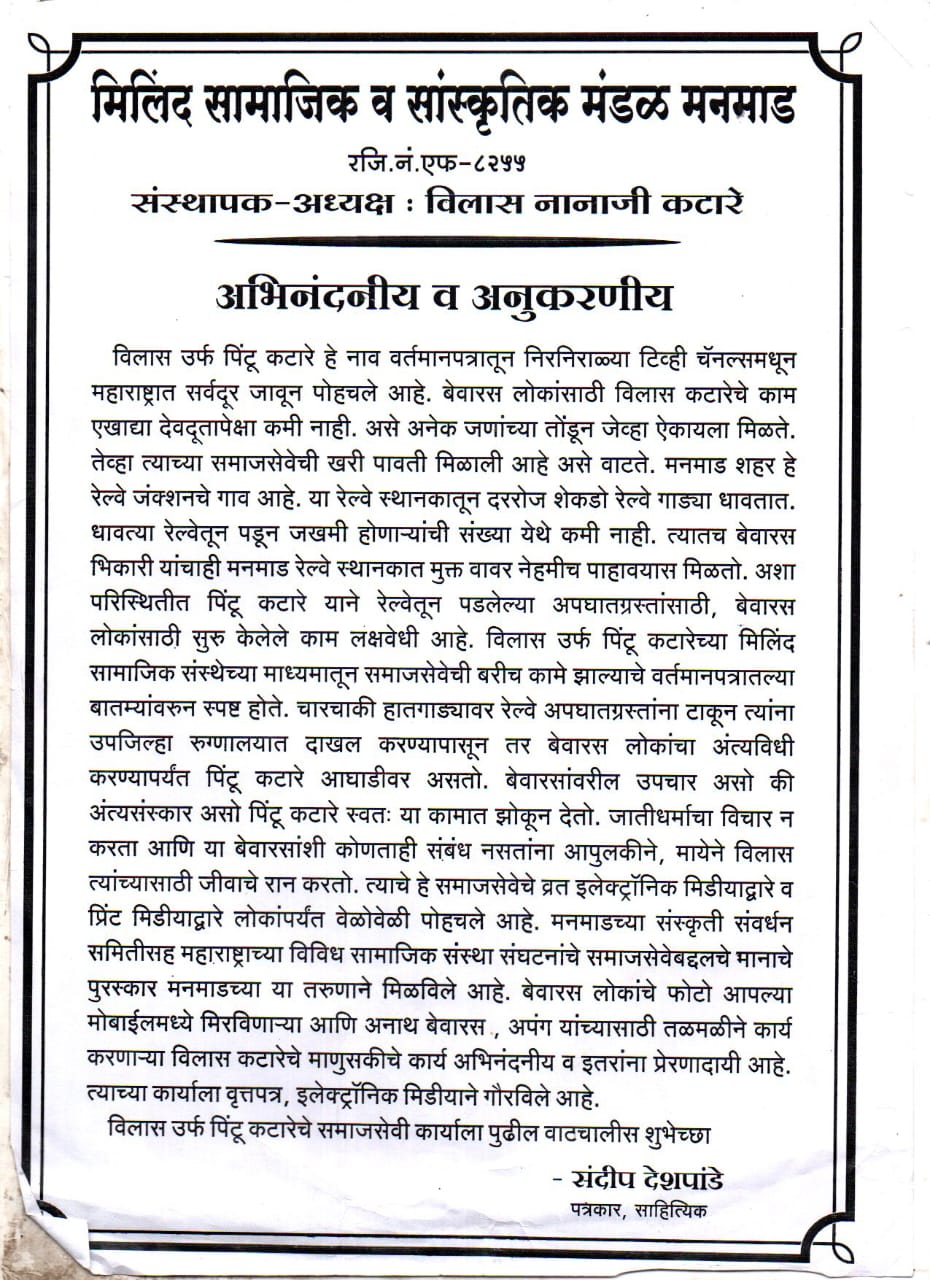 मिलिंद सामाजिक व सांस्कृतिक मंडळ मनमाड
रजि.नं.एफ-८२५५
संस्थापक-अध्यक्ष : विलास नानाजी कटारे
अभिनंदनीय व अनुकरणीय
विलास उर्फ पिंटू कटारे हे नाव वर्तमानपत्रातून निरनिराळ्या टिव्ही चॅनल्समधून
महाराष्ट्रात सर्वदूर जावून पोहचले आहे. बेवारस लोकांसाठी विलास कटारेचे काम
एखाद्या देवदूतापेक्षा कमी नाही. असे अनेक जणांच्या तोंडून जेव्हा ऐकायला मिळते.
तेव्हा त्याच्या समाजसेवेची खरी पावती मिळाली आहे असे वाटते. मनमाड शहर हे
रेल्वे जंक्शनचे गाव आहे. या रेल्वे स्थानकातून दररोज शेकडो रेल्वे गाड्या धावतात.
धावत्या रेल्वेतून पडून जखमी होणाऱ्यांची संख्या येथे कमी नाही. त्यातच बेवारस
भिकारी यांचाही मनमाड रेल्वे स्थानकात मुक्त वावर नेहमीच पाहावयास मिळतो. अशा
परिस्थितीत पिंटू कटारे याने रेल्वेतून पडलेल्या अपघातग्रस्तांसाठी, बेवारस
लोकांसाठी सुरु केलेले काम लक्षवेधी आहे. विलास उर्फ पिंटू कटारेच्या मिलिंद
सामाजिक संस्थेच्या माध्यमातून समाजसेवेची बरीच कामे झाल्याचे वर्तमानपत्रातल्या
बातम्यांवरुन स्पष्ट होते. चारचाकी हातगाड्यावर रेल्वे अपघातग्रस्तांना टाकून त्यांना
उपजिल्हा रुग्णालयात दाखल करण्यापासून तर बेवारस लोकांचा अंत्यविधी
करण्यापर्यंत पिंटू कटारे आघाडीवर असतो. बेवारसांवरील उपचार असो की
अंत्यसंस्कार असो पिंटू कटारे स्वतः या कामात झोकून देतो. जातीधर्माचा विचार न
करता आणि या बेवारसांशी कोणताही संबंध नसतांना आपुलकीने, मायेने विलास
त्यांच्यासाठी जीवाचे रान करतो. त्याचे हे समाजसेवेचे व्रत इलेक्ट्रॉनिक मिडीयाद्वारे व
प्रिंट मिडीयाद्वारे लोकांपर्यंत वेळोवेळी पोहचले आहे. मनमाडच्या संस्कृती संवर्धन
समितीसह महाराष्ट्राच्या विविध सामाजिक संस्था संघटनांचे समाजसेवेबद्दलचे मानाचे
पुरस्कार मनमाडच्या या तरुणाने मिळविले आहे. बेवारस लोकांचे फोटो आपल्या
मोबाईलमध्ये मिरविणाऱ्या आणि अनाथ बेवारस , अपंग यांच्यासाठी तळमळीने कार्य
करणाऱ्या विलास कटारेचे माणुसकीचे कार्य अभिनंदनीय व इतरांना प्रेरणादायी आहे.
त्याच्या कार्याला वृत्तपत्र, इलेक्ट्रॉनिक मिडीयाने गौरविले आहे.
विलास उर्फ पिंटू कटारेचे समाजसेवी कार्याला पुढील वाटचालीस शुभेच्छा
- संदीप देशपांडे
पत्रकार, साहित्यिक